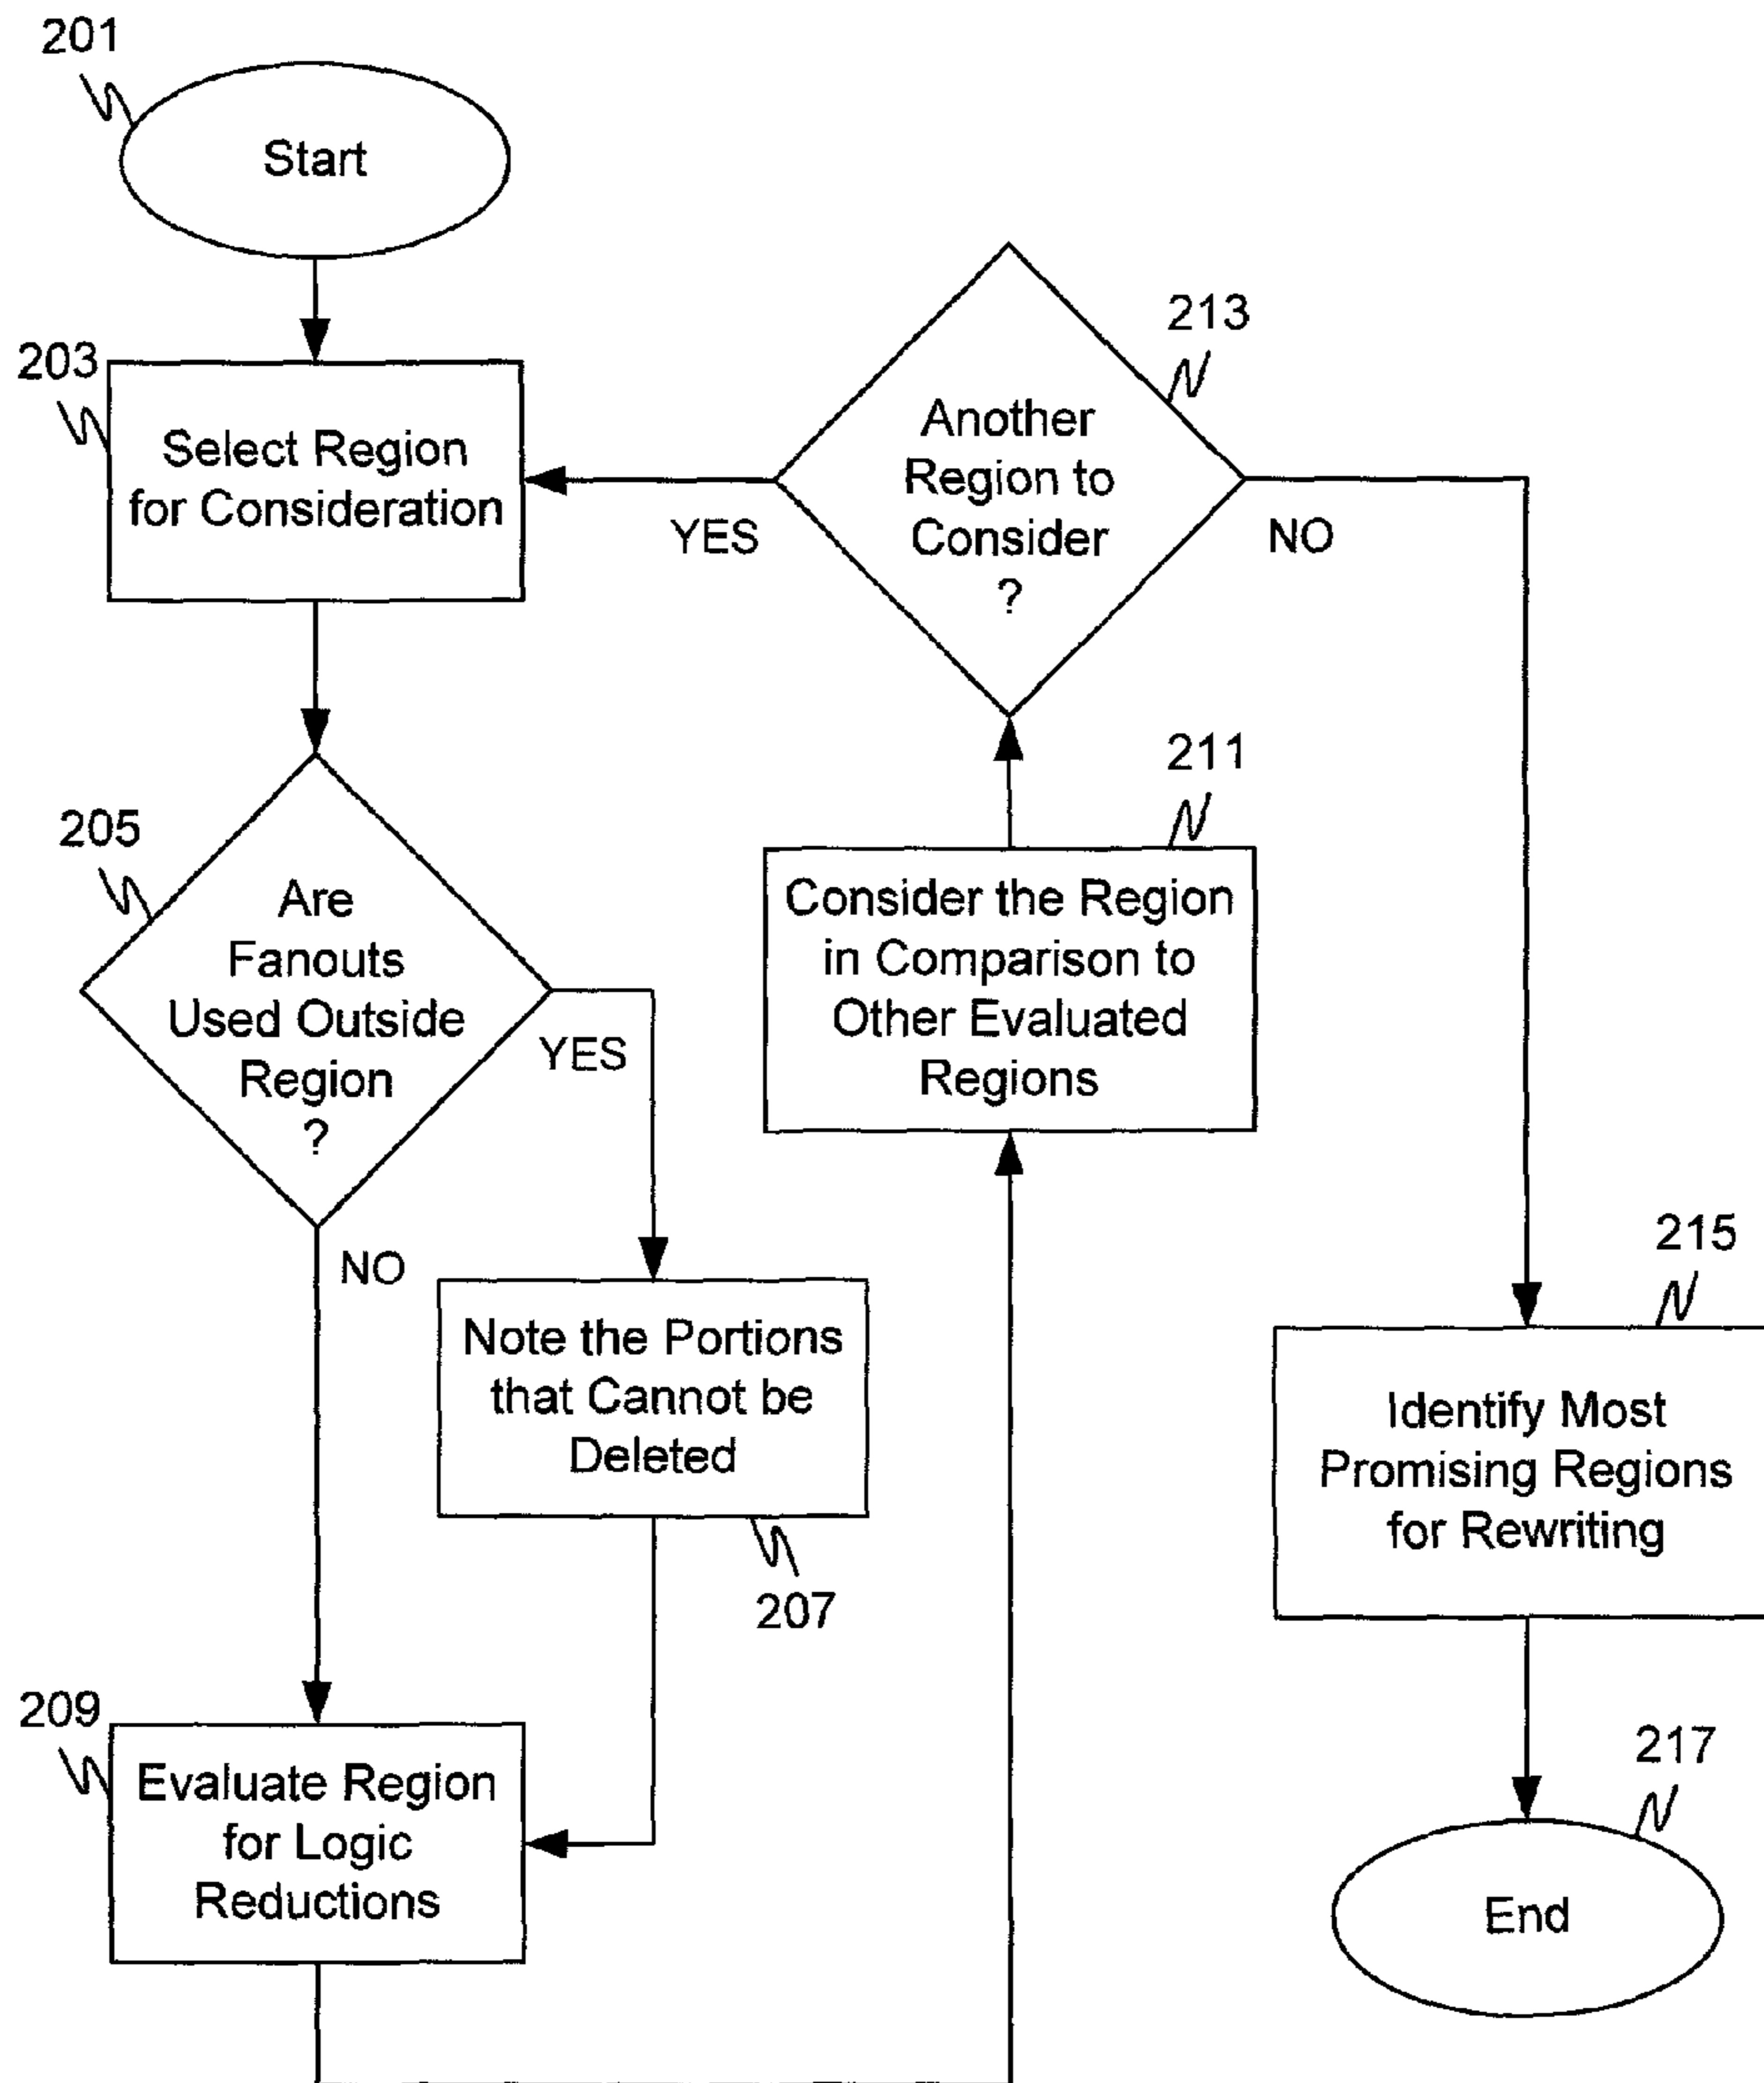 201
Start
203
Select Region
for Consideration
205
Are
Fanouts
Used Outside
Region
?
YES
NO
Note the Portions
that Cannot be
Deleted
207
209
Evaluate Region
for Logic
Reductions
211
Consider the Region
in Comparison to
Other Evaluated
Regions
213
Another
Region to
Consider
?
YES
NO
215
Identify Most
Promising Regions
for Rewriting
217
End